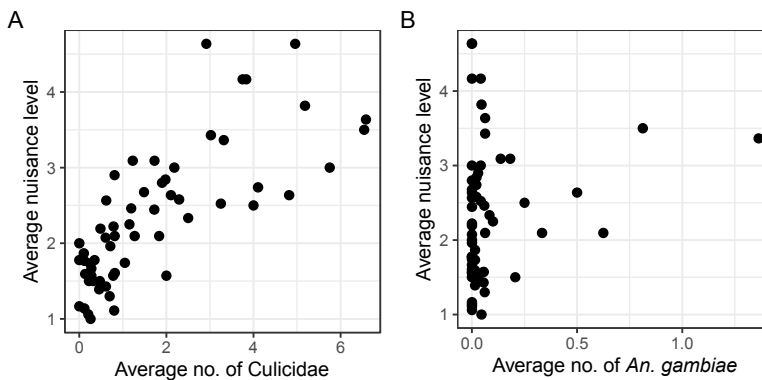 A
B
Average nuisance level
4
3
2
1
0
2
4
6
Average no. of Culicidae
Average nuisance level
4
3
2
1
0.0
0.5
1.0
Average no. of An. gambiae